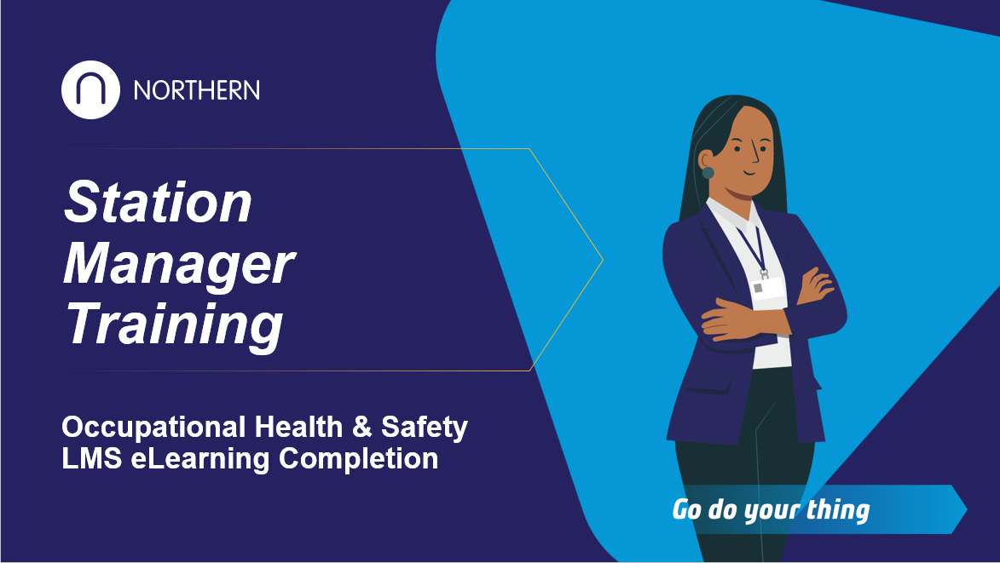 NORTHERN
Station
Manager
Training
Occupational Health & Safety
LMS eLearning Completion
Go do your thing